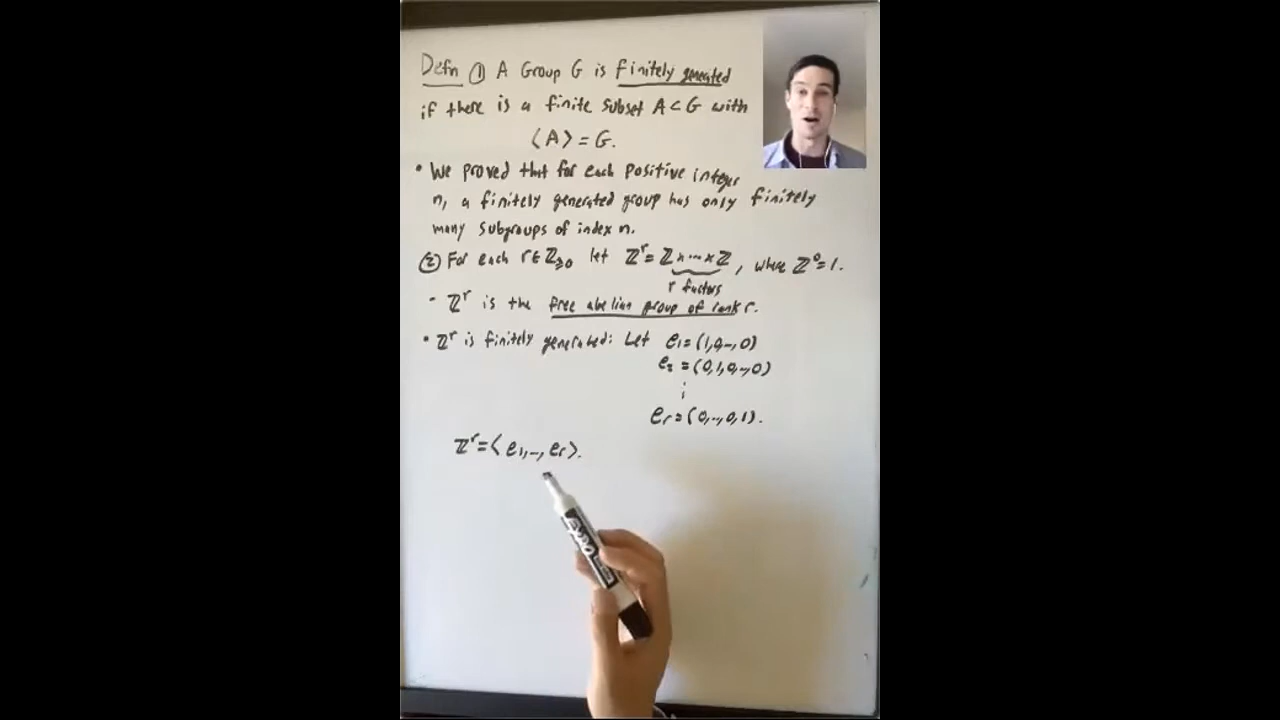 Defn ① A Group G is finitely generated
if there is a finite subset A⊂G with
⟨A⟩ = G.
• We proved that for each positive integer
n, a finitely generated group has only finitely
many subgroups of index n.
② For each r∈ℤ≥0 let ℤʳ = ℤ×⋯×ℤ, where ℤ⁰=1.
r factors
- ℤʳ is the free abelian group of rank r.
• ℤʳ is finitely generated: Let e₁=(1,0,…,0)
e₂=(0,1,0,…,0)
⋮
eᵣ=(0,…,0,1).
ℤʳ=⟨e₁,…,eᵣ⟩.
EXPO